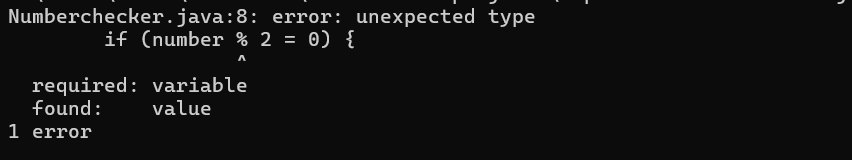 Numberchecker.java:8: error: unexpected type
        if (number % 2 = 0) {
                   ^
  required: variable
  found:    value
1 error